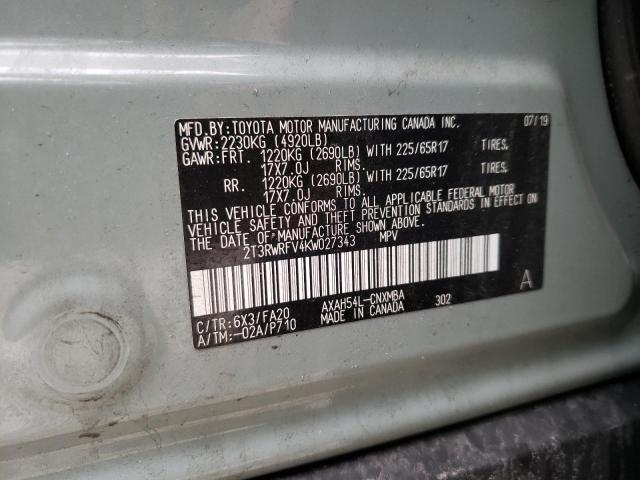 MFD. BY: TOYOTA MOTOR MANUFACTURING CANADA INC. 07/19
GVWR: 2230KG (4920LB)
GAWR: FRT. 1220KG (2690LB) WITH 225/65R17 TIRES.
17X7.0J RIMS.
RR. 1220KG (2690LB) WITH 225/65R17 TIRES.
17X7.0J RIMS.
THIS VEHICLE CONFORMS TO ALL APPLICABLE FEDERAL MOTOR
VEHICLE SAFETY AND THEFT PREVENTION STANDARDS IN EFFECT ON
THE DATE OF MANUFACTURE SHOWN ABOVE.
2T3RWRFV4KW027343 MPV
C/TR: 6X3/FA20 AXAH54L-CNXMBA 302 A
A/TM: -02A/P710 MADE IN CANADA